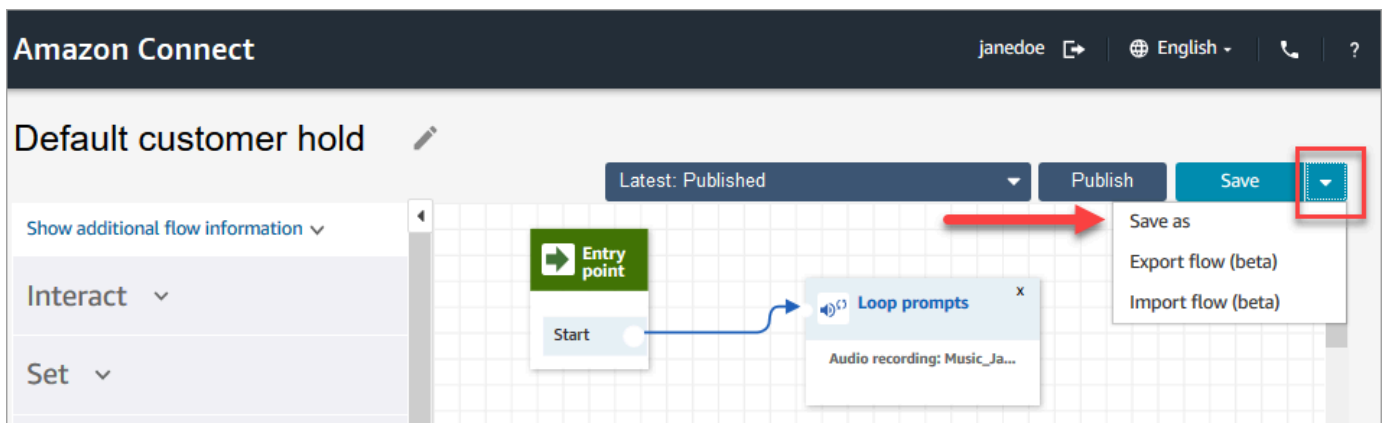 Amazon Connect
janedoe
English
?
Default customer hold
Latest: Published
Publish
Save
Show additional flow information
Save as
Export flow (beta)
Import flow (beta)
Interact
Set
Entry
point
Start
Loop prompts
x
Audio recording: Music_Ja...